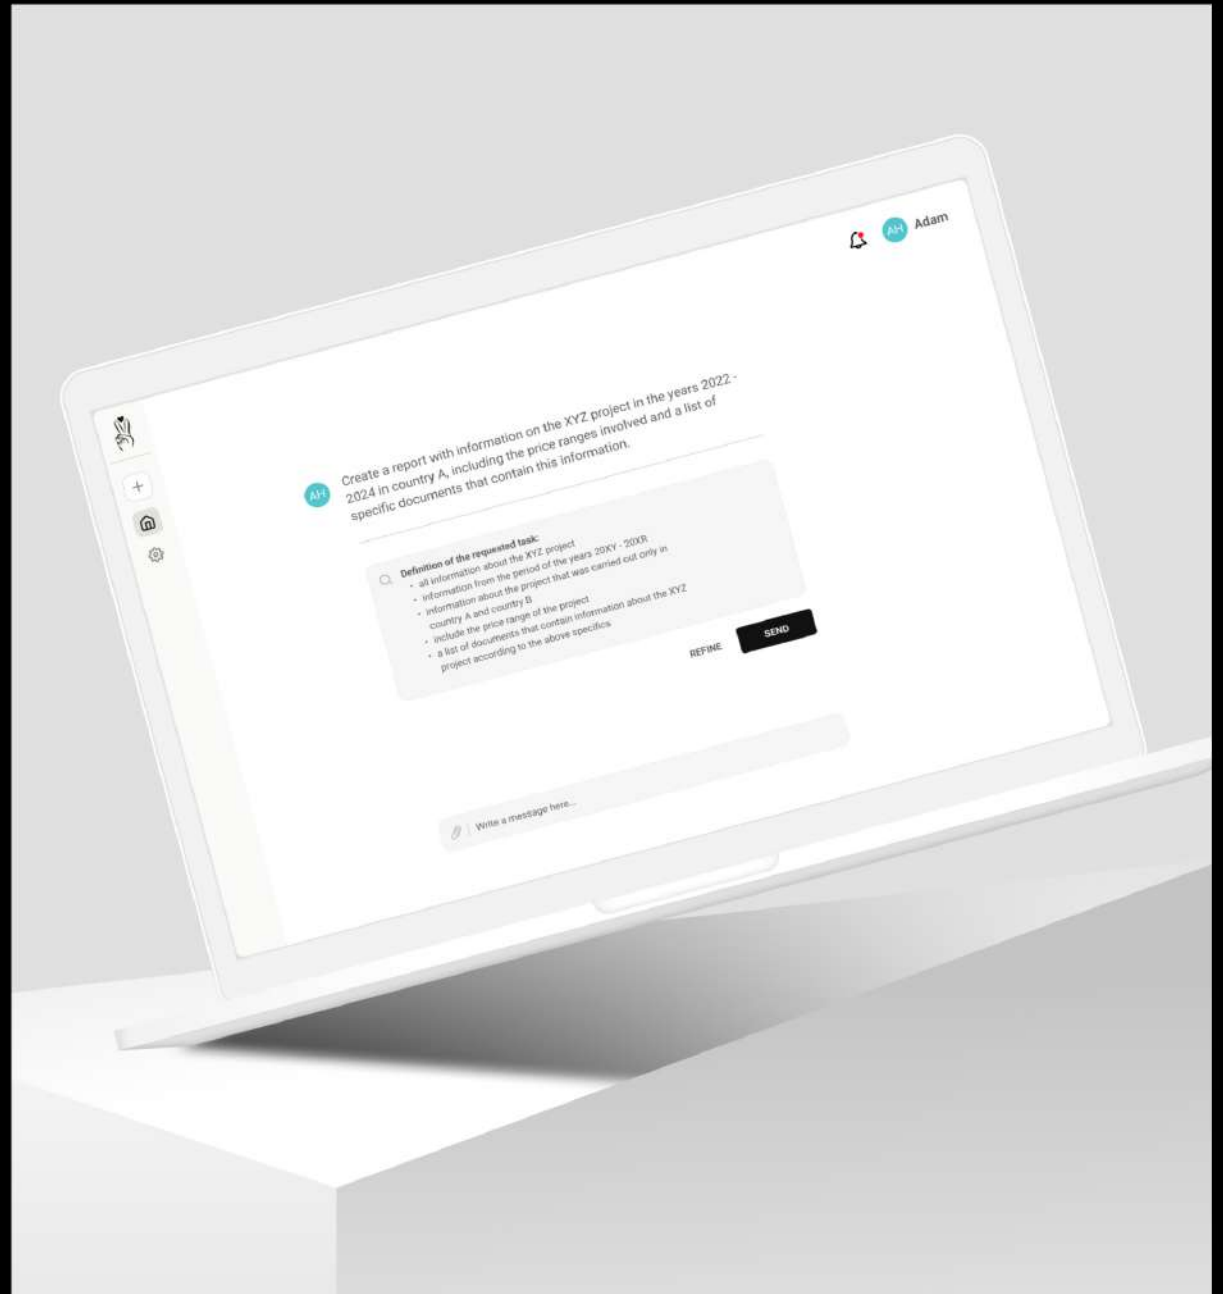 AH Adam
AH
Create a report with information on the XYZ project in the years 2022 -
2024 in country A, including the price ranges involved and a list of
specific documents that contain this information.
Definition of the requested task:
• all information about the XYZ project
• information from the period of the years 20XY - 20XR
• information about the project that was carried out only in
country A and country B
• include the price range of the project
• a list of documents that contain information about the XYZ
project according to the above specifics
REFINE SEND
Write a message here...